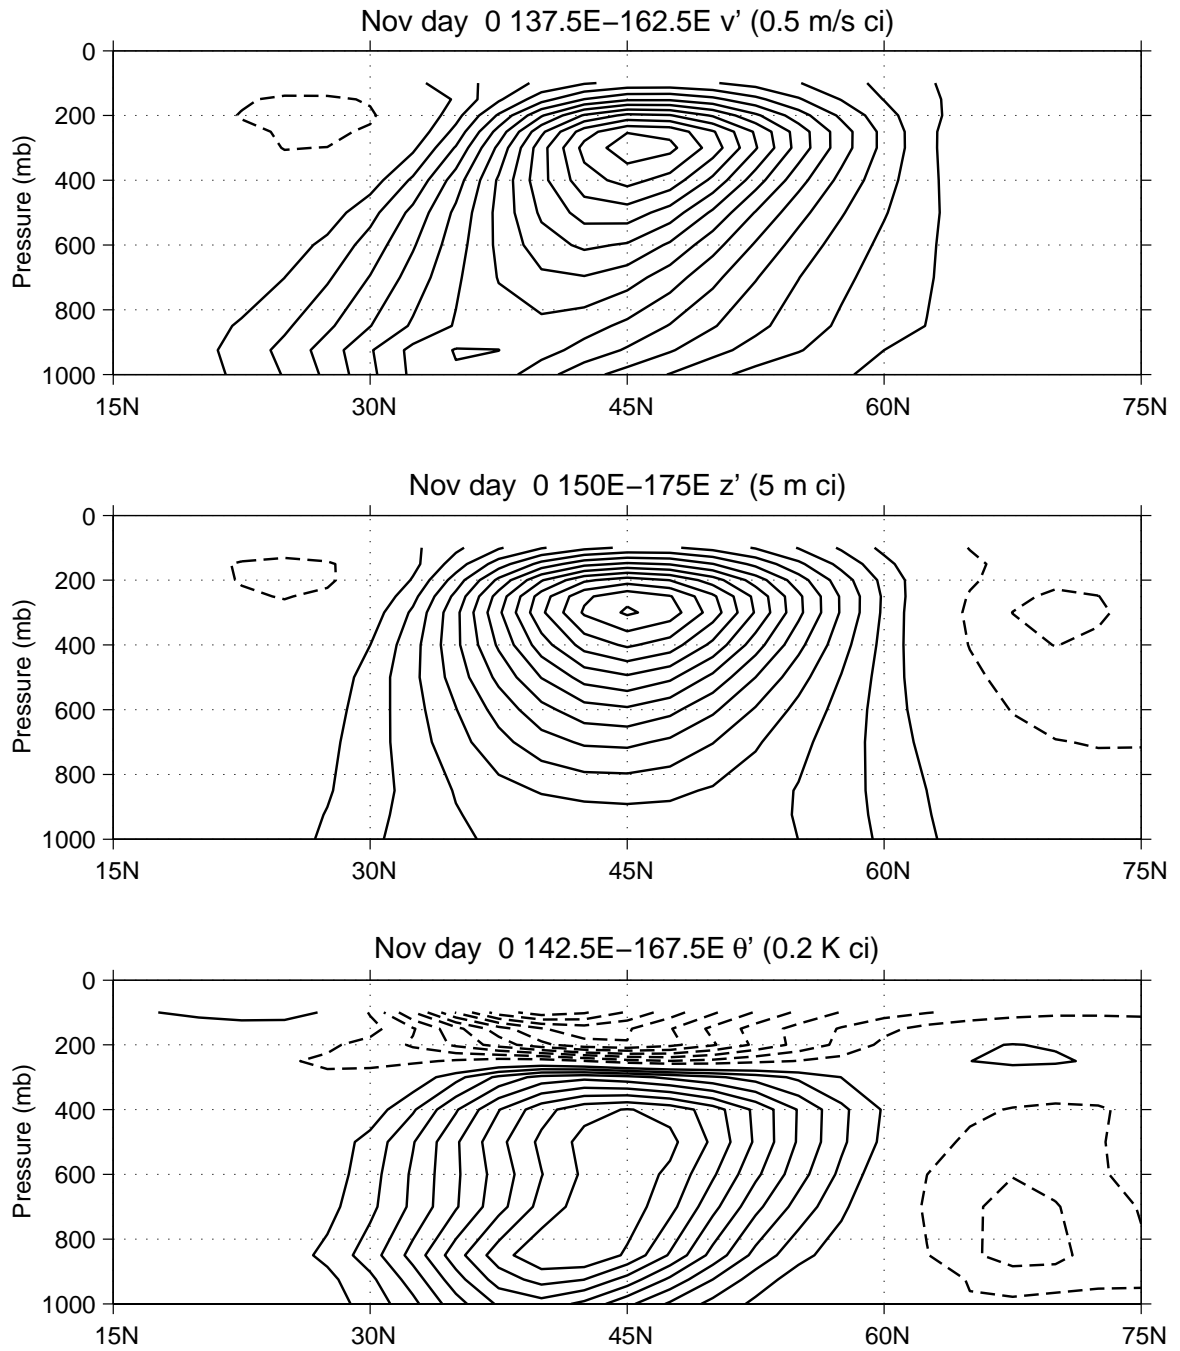 Nov day 0 137.5E−162.5E v’ (0.5 m/s ci)
0
200
400
600
800
1000
Pressure (mb)
15N 30N 45N 60N 75N
Nov day 0 150E−175E z’ (5 m ci)
0
200
400
600
800
1000
Pressure (mb)
15N 30N 45N 60N 75N
Nov day 0 142.5E−167.5E θ’ (0.2 K ci)
0
200
400
600
800
1000
Pressure (mb)
15N 30N 45N 60N 75N